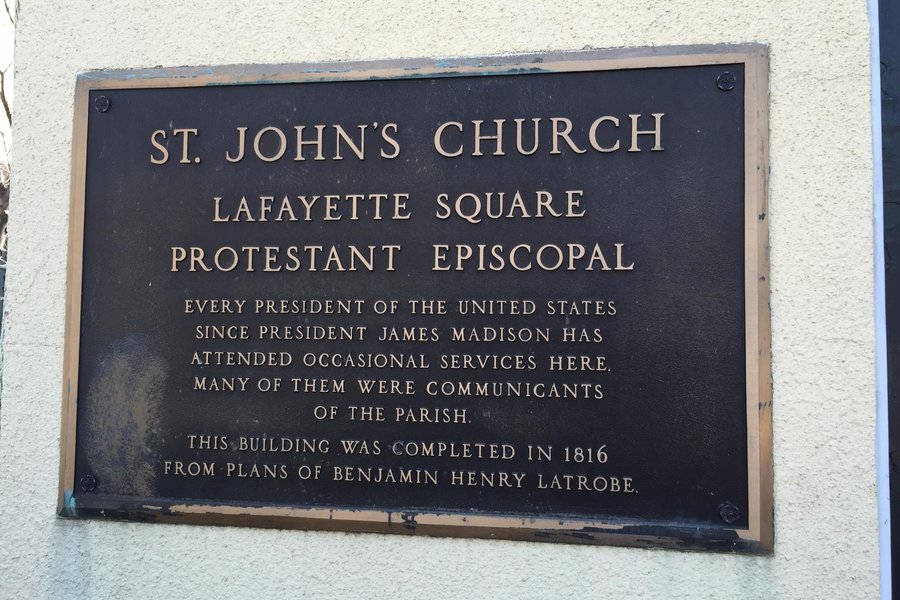 ST. JOHN'S CHURCH
LAFAYETTE SQUARE
PROTESTANT EPISCOPAL
EVERY PRESIDENT OF THE UNITED STATES
SINCE PRESIDENT JAMES MADISON HAS
ATTENDED OCCASIONAL SERVICES HERE.
MANY OF THEM WERE COMMUNICANTS
OF THE PARISH.
THIS BUILDING WAS COMPLETED IN 1816
FROM PLANS OF BENJAMIN HENRY LATROBE.